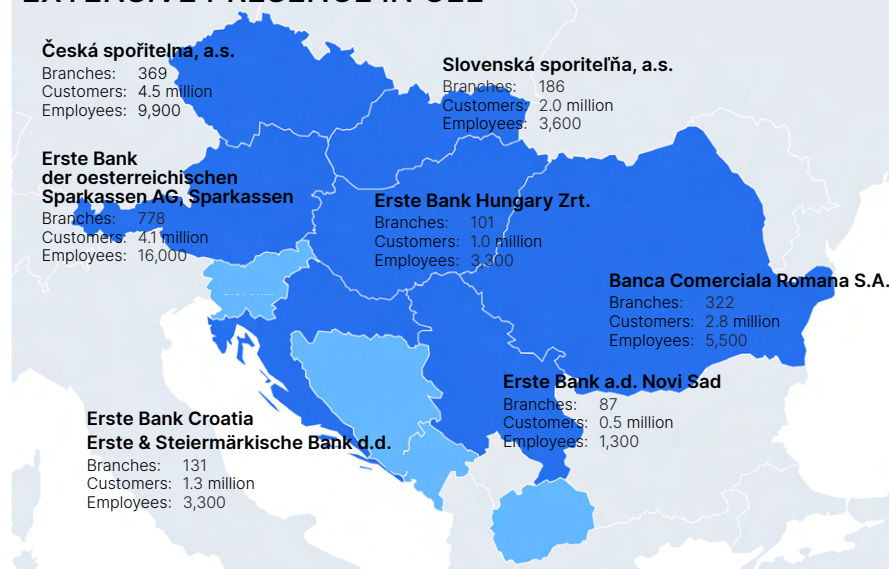 EXTENSIVE PRESENCE IN CEE
Česká spořitelna, a.s.
Branches: 369
Customers: 4.5 million
Employees: 9,900
Slovenská sporiteľňa, a.s.
Branches: 186
Customers: 2.0 million
Employees: 3,600
Erste Bank
der oesterreichischen
Sparkassen AG, Sparkassen
Branches: 778
Customers: 4.1 million
Employees: 16,000
Erste Bank Hungary Zrt.
Branches: 101
Customers: 1.0 million
Employees: 3,300
Banca Comerciala Romana S.A.
Branches: 322
Customers: 2.8 million
Employees: 5,500
Erste Bank a.d. Novi Sad
Branches: 87
Customers: 0.5 million
Employees: 1,300
Erste Bank Croatia
Erste & Steiermärkische Bank d.d.
Branches: 131
Customers: 1.3 million
Employees: 3,300